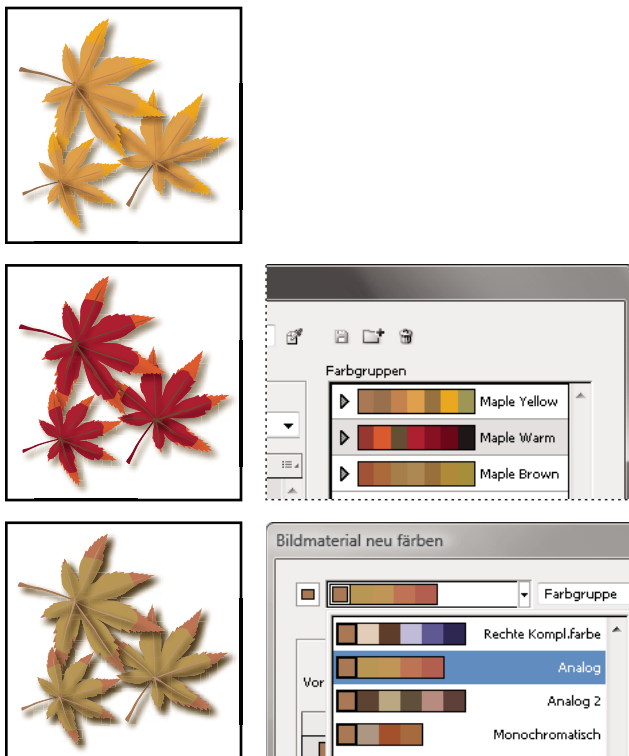 Farbgruppen
Maple Yellow
Maple Warm
Maple Brown
Bildmaterial neu färben
Farbgruppe
Rechte Kompl.farbe
Vor
Analog
Analog 2
Monochromatisch